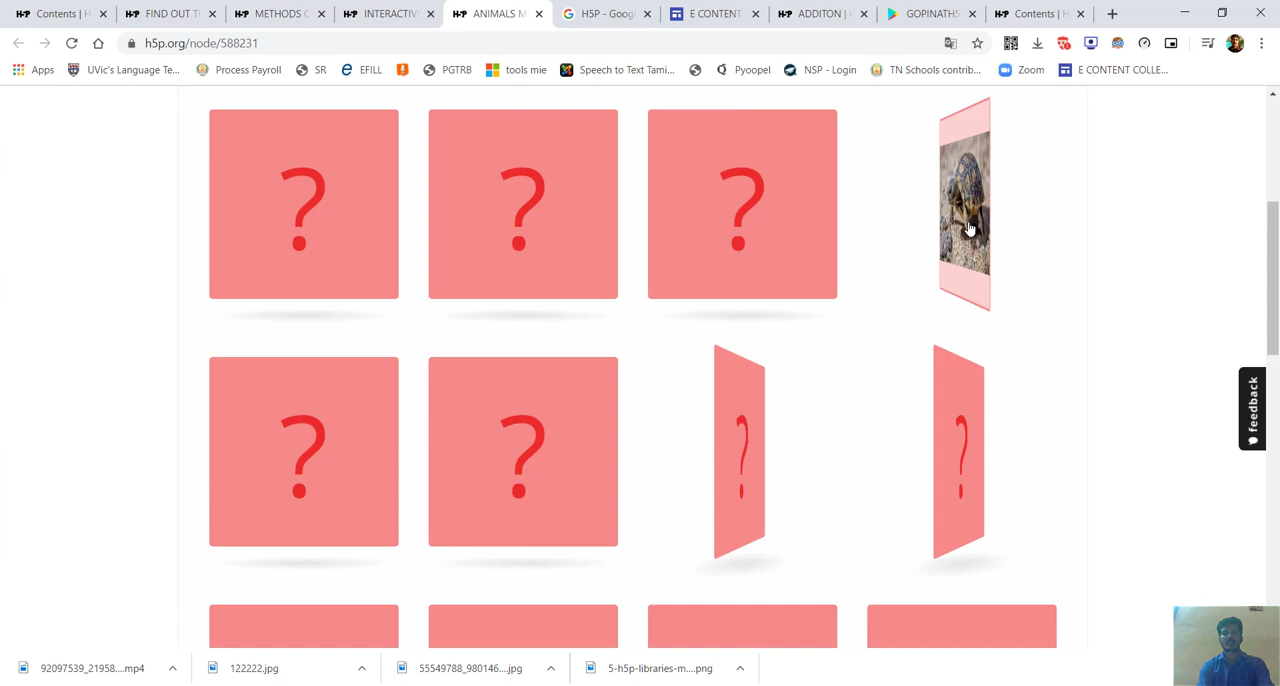 H-P Contents | H
H-P FIND OUT T
H-P METHODS O
H-P INTERACTIV
H-P ANIMALS M
H5P - Goog
E CONTENT
H-P ADDITON | 
GOPINATH5
H-P Contents | H
h5p.org/node/588231
Apps UVic's Language Te... Process Payroll SR EFILL PGTRB tools mie Speech to Text Tami... Pyoopel NSP - Login TN Schools contrib... Zoom E CONTENT COLLE...
? ? ?
? ? ? ?
feedback
92097539_21958....mp4 122222.jpg 55549788_980146....jpg 5-h5p-libraries-m....png